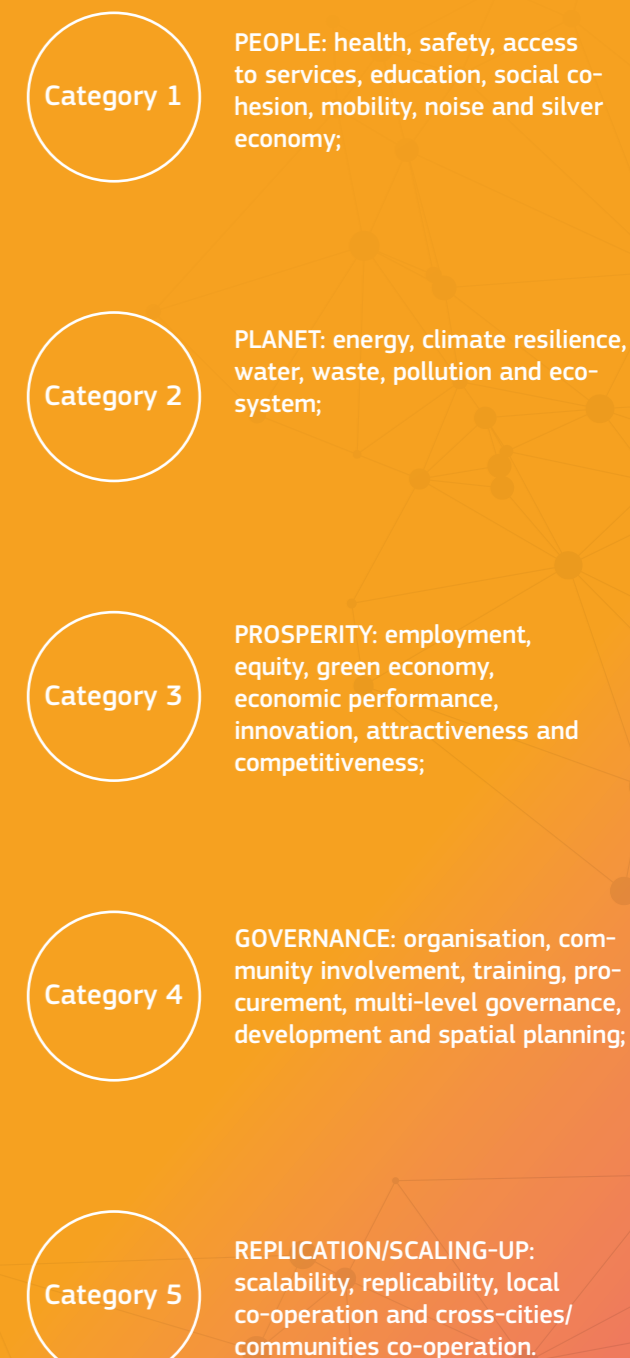 Category 1
PEOPLE: health, safety, access
to services, education, social co-
hesion, mobility, noise and silver
economy;
Category 2
PLANET: energy, climate resilience,
water, waste, pollution and eco-
system;
Category 3
PROSPERITY: employment,
equity, green economy,
economic performance,
innovation, attractiveness and
competitiveness;
Category 4
GOVERNANCE: organisation, com-
munity involvement, training, pro-
curement, multi-level governance,
development and spatial planning;
Category 5
REPLICATION/SCALING-UP:
scalability, replicability, local
co-operation and cross-cities/
communities co-operation.